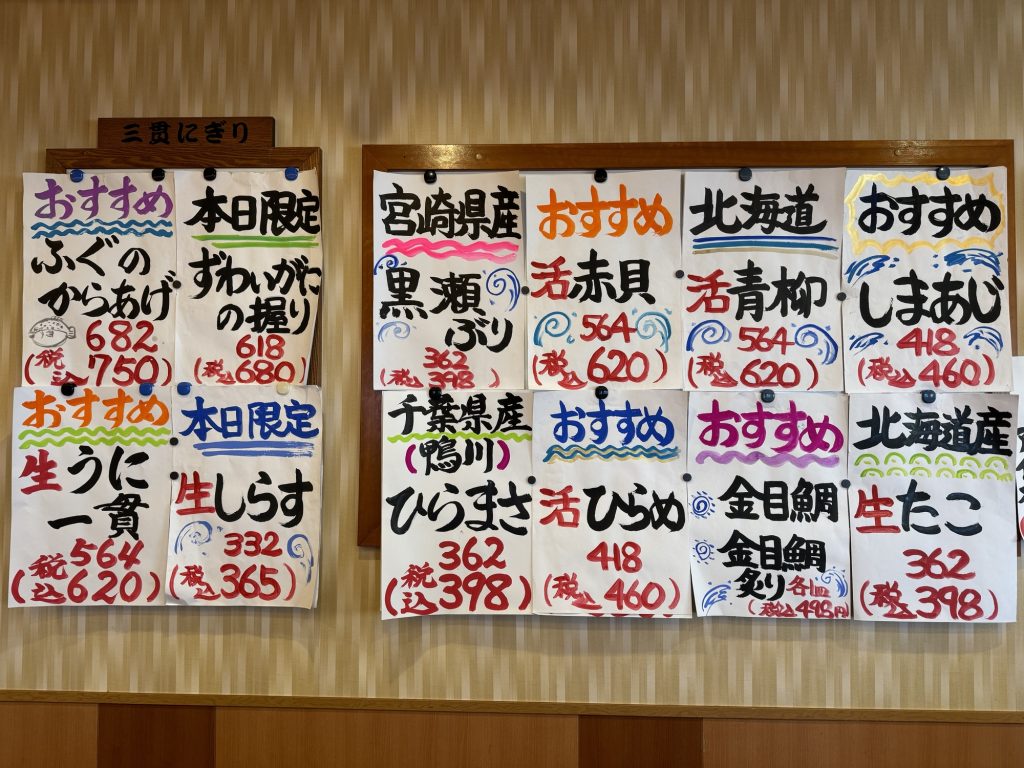 三貫にぎり
おすすめ
ふぐの
からあげ
682
(税込750)
本日限定
ずわいがに
の握り
618
(税込680)
おすすめ
生うに
一貫
564
(税込620)
本日限定
生しらす
332
(税込365)
宮崎県産
黒瀬
ぶり
362
(税込398)
おすすめ
活赤貝
564
(税込620)
北海道
活青柳
564
(税込620)
おすすめ
しまあじ
418
(税込460)
千葉県産
(鴨川)
ひらまさ
362
(税込398)
おすすめ
活ひらめ
418
(税込460)
おすすめ
金目鯛
金目鯛
炙り各皿
(税込498円)
北海道産
生たこ
362
(税込398)